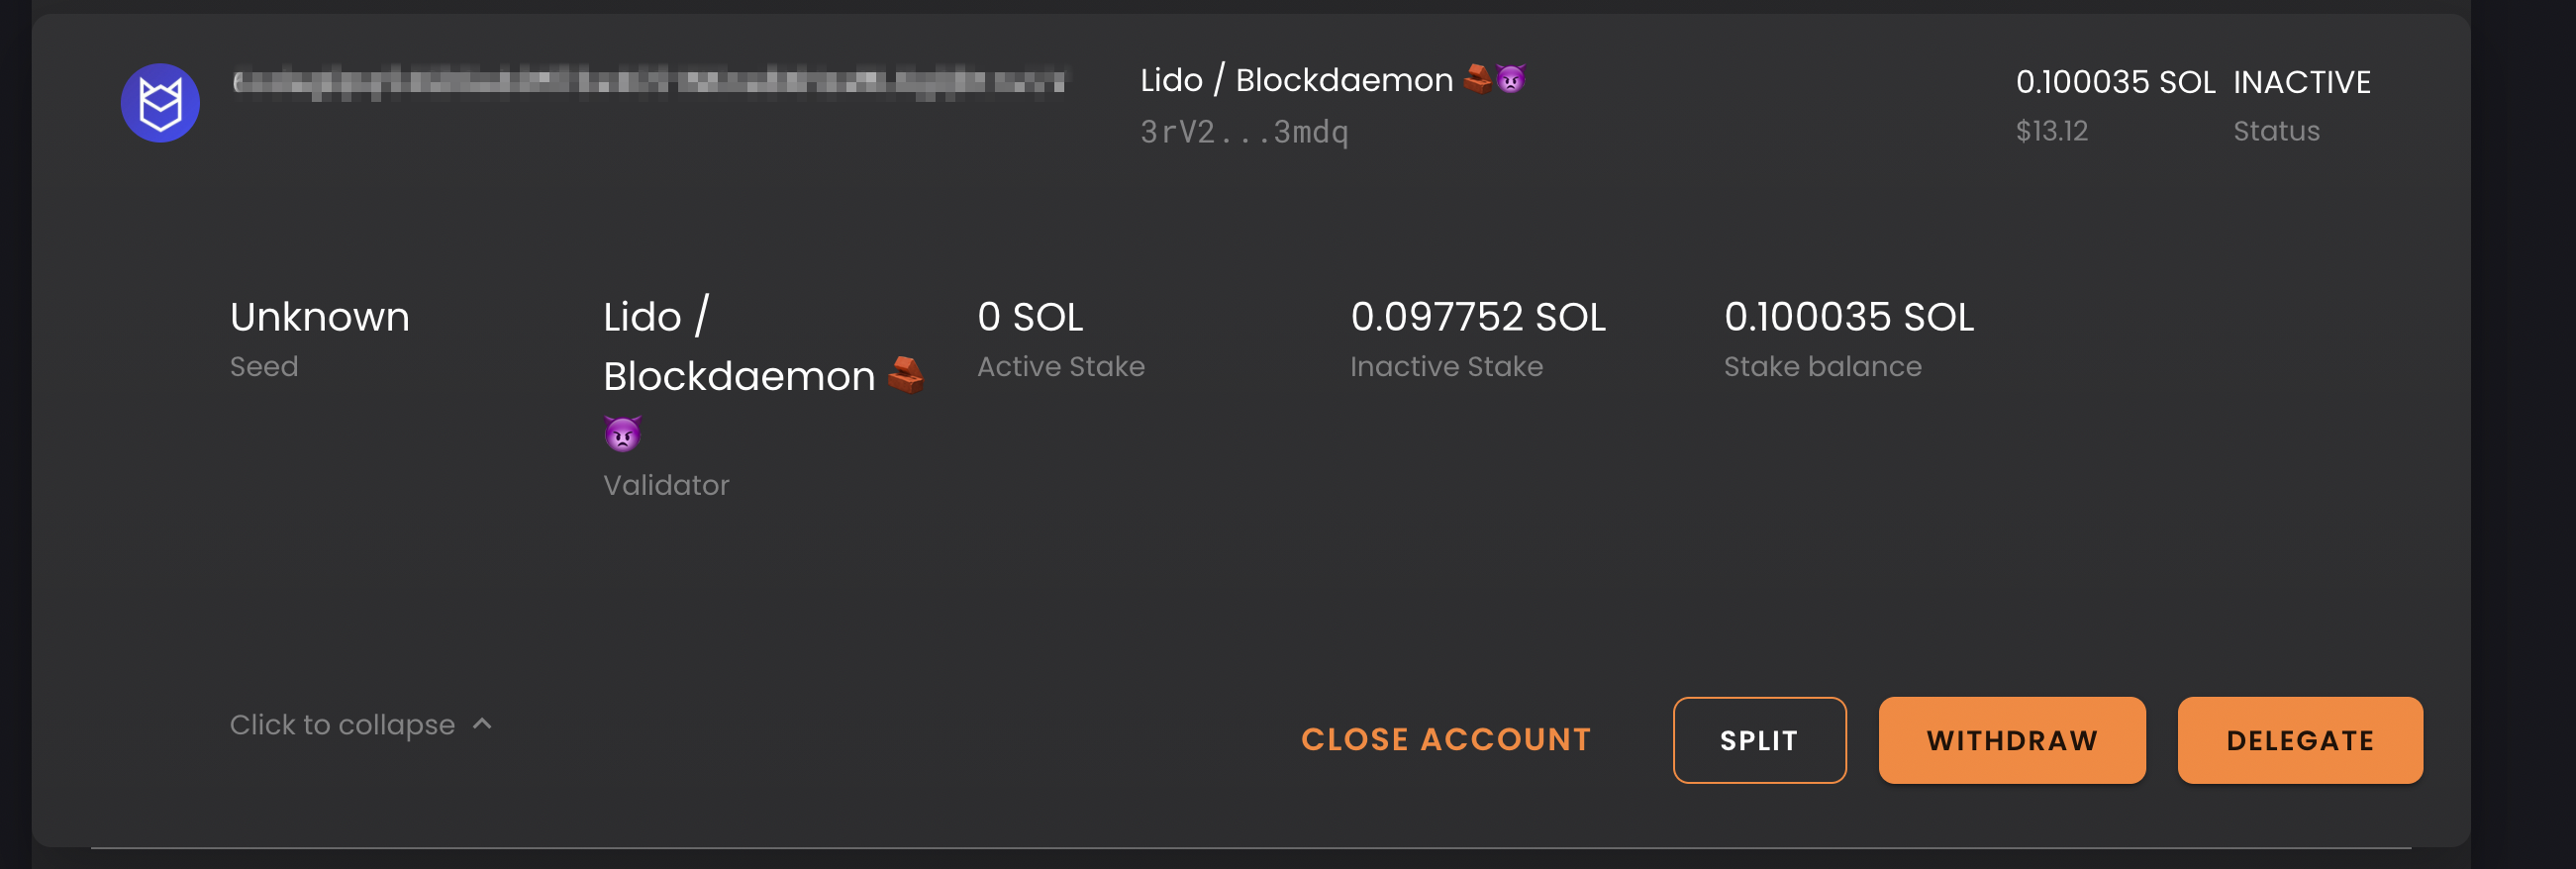 Lido / Blockdaemon 🧱👿
3rV2...3mdq
0.100035 SOL
$13.12
INACTIVE
Status
Unknown
Seed
Lido /
Blockdaemon 🧱
👿
Validator
0 SOL
Active Stake
0.097752 SOL
Inactive Stake
0.100035 SOL
Stake balance
Click to collapse
CLOSE ACCOUNT
SPLIT
WITHDRAW
DELEGATE